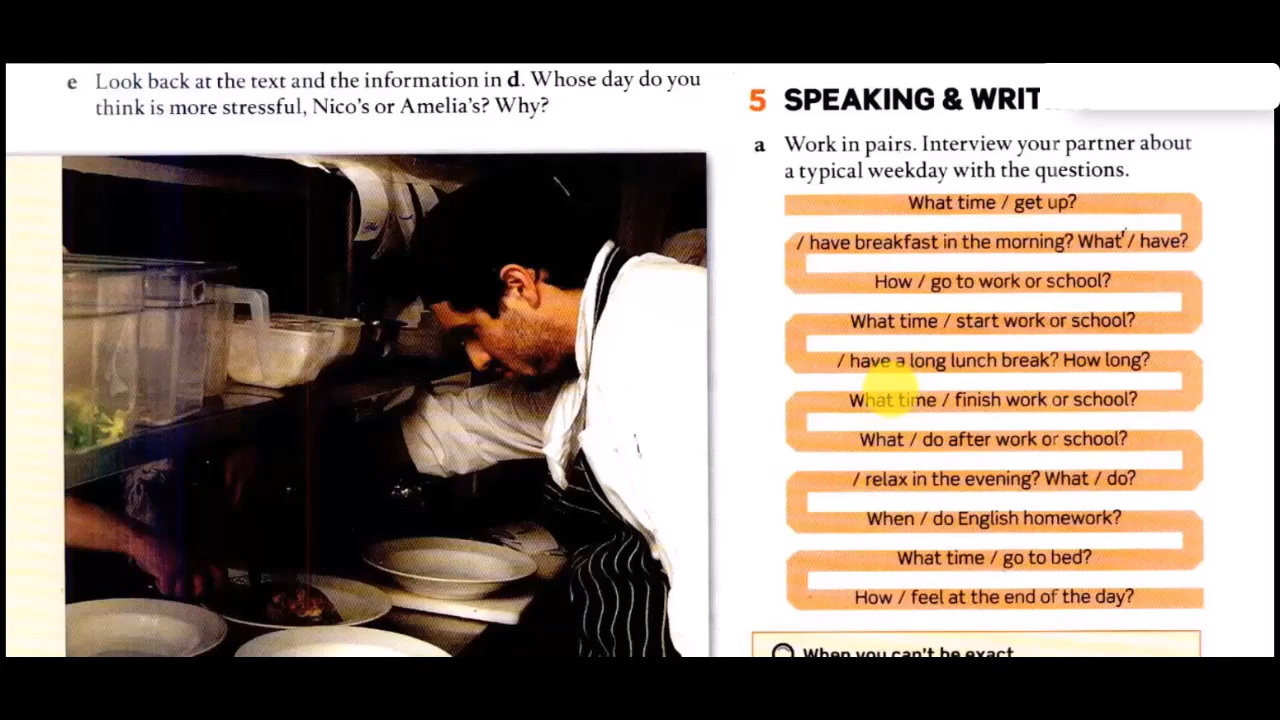 e Look back at the text and the information in d. Whose day do you
think is more stressful, Nico's or Amelia's? Why?
5 SPEAKING &
a Work in pairs. Interview your partner about
a typical weekday with the questions.
What time / get up?
/ have breakfast in the morning? What / have?
How / go to work or school?
What time / start work or school?
/ have a long lunch break? How long?
What time / finish work or school?
What / do after work or school?
/ relax in the evening? What / do?
When / do English homework?
What time / go to bed?
How / feel at the end of the day?
When you can't be exact